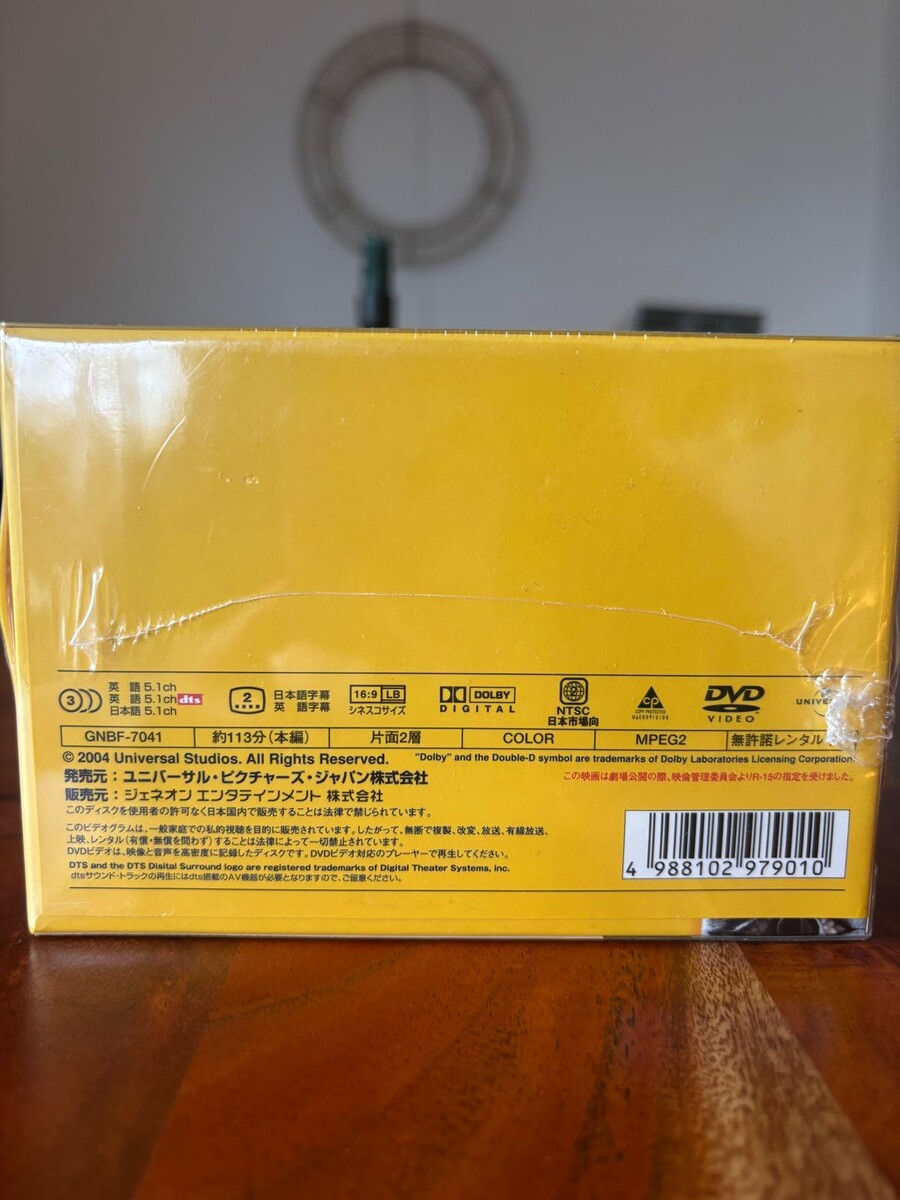 3 英 語 5.1ch
英 語 5.1ch dts
日本語 5.1ch
2 日本語字幕
英 語字幕
16:9 LB
シネスコサイズ
DOLBY
DIGITAL
2
NTSC
日本市場向
CP
COPY PROTECTED
MACROVISION
DVD
VIDEO
GNBF-7041 約113分(本編) 片面2層 COLOR MPEG2 無許諾レンタル
© 2004 Universal Studios. All Rights Reserved. "Dolby" and the Double-D symbol are trademarks of Dolby Laboratories Licensing Corporation.
発売元：ユニバーサル・ピクチャーズ・ジャパン株式会社
この映画は劇場公開の際、映倫管理委員会よりR-15の指定を受けました。
販売元：ジェネオン エンタテインメント 株式会社
このディスクを使用者の許可なく日本国内で販売することは法律で禁じられています。
このビデオグラムは、一般家庭での私的視聴を目的に販売されています。したがって、無断で複製、改変、放送、有線放送、
上映、レンタル(有償・無償を問わず)することは法律によって一切禁止されています。
DVDビデオは、映像と音声を高密度に記録したディスクです。DVDビデオ対応のプレーヤーで再生してください。
DTS and the DTS Disital Surround logo are registered trademarks of Digital Theater Systems, inc.
dtsサウンド・トラックの再生にはdts搭載のAV機器が必要となりますので、ご留意ください。
4 988102 979010